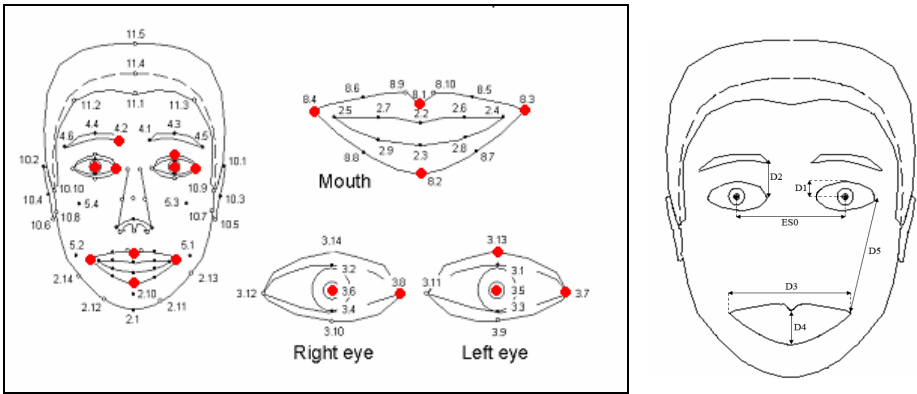 11.5
11.4
11.2 11.1 11.3
4.4 4.2 4.1 4.3
4.6 4.5
10.2 10.1
10.10 10.9
10.4 10.3
5.4 5.3
10.8 10.7
10.6 10.5
5.2 5.1
2.14 2.13
2.10
2.12 2.11
2.1
8.6 8.9 8.10 8.5
8.4 8.1 8.3
2.5 2.7 2.2 2.6 2.4
8.8 2.9 2.3 2.8 8.7
8.2
Mouth
3.14
3.2
3.12 3.6 3.8
3.4
3.10
Right eye
3.13
3.11 3.1
3.5 3.7
3.3
3.9
Left eye
D1
D2
ES0
D5
D3
D4